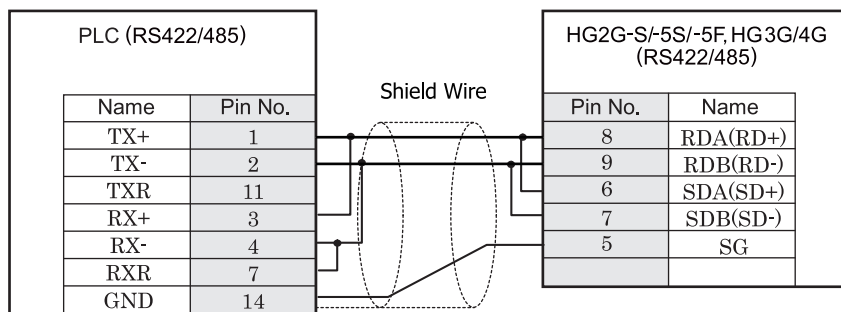 PLC (RS422/485)
HG2G-S/-5S/-5F, HG3G/4G
(RS422/485)
Shield Wire
Name Pin No.
TX+ 1
TX- 2
TXR 11
RX+ 3
RX- 4
RXR 7
GND 14
Pin No. Name
8 RDA(RD+)
9 RDB(RD-)
6 SDA(SD+)
7 SDB(SD-)
5 SG